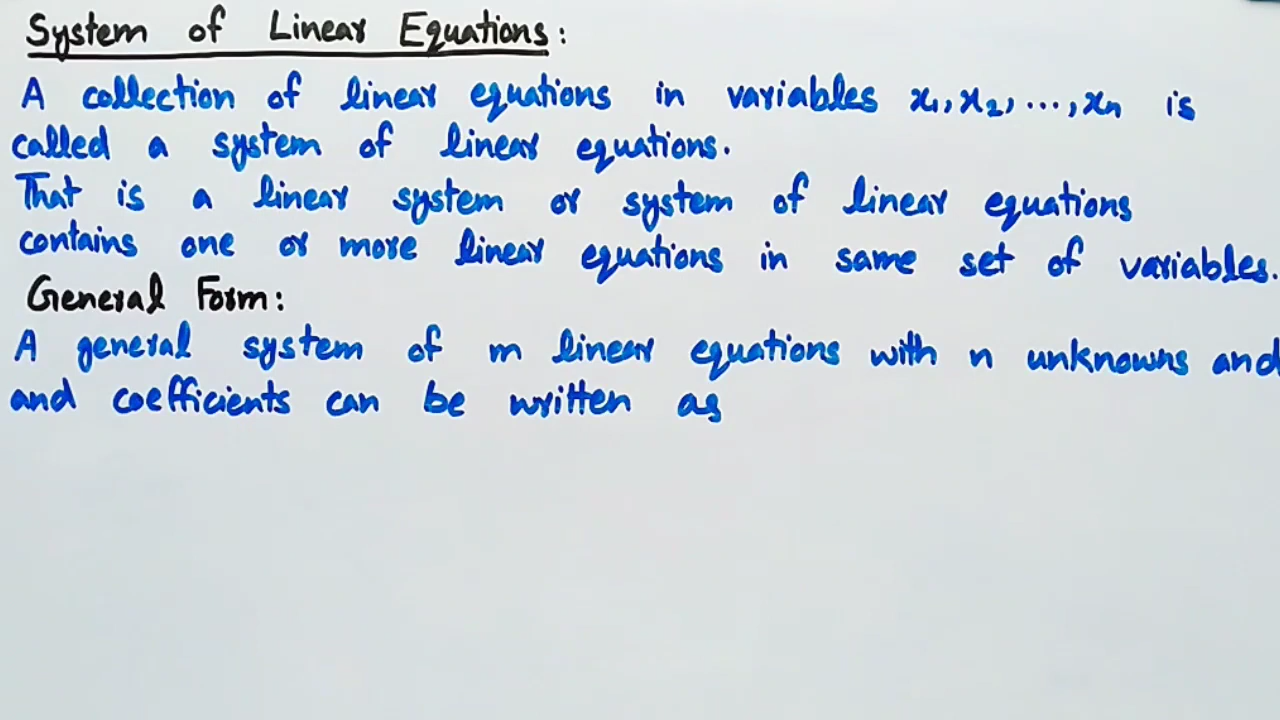 System of Linear Equations:
A collection of linear equations in variables x₁, x₂, ..., xₙ is
called a system of linear equations.
That is a linear system or system of linear equations
contains one or more linear equations in same set of variables.
General Form:
A general system of m linear equations with n unknowns and
and coefficients can be written as